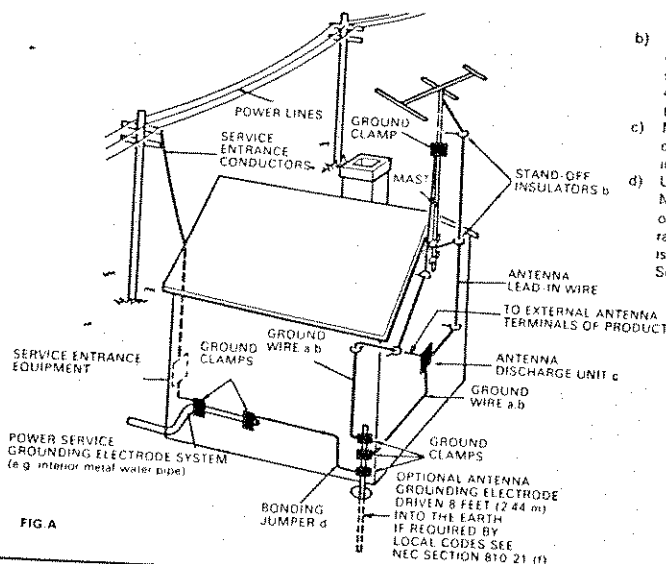 POWER LINES
GROUND
CLAMP
SERVICE
ENTRANCE
CONDUCTORS
MAST
STAND-OFF
INSULATORS b
ANTENNA
LEAD-IN WIRE
TO EXTERNAL ANTENNA
TERMINALS OF PRODUCT
GROUND
WIRE a b
GROUND
CLAMPS
SERVICE ENTRANCE
EQUIPMENT
ANTENNA
DISCHARGE UNIT c
GROUND
WIRE a.b
POWER SERVICE
GROUNDING ELECTRODE SYSTEM
(e.g. interior metal water pipe)
GROUND
CLAMPS
BONDING
JUMPER d
OPTIONAL ANTENNA
GROUNDING ELECTRODE
DRIVEN 8 FEET (2.44 m)
INTO THE EARTH
IF REQUIRED BY
LOCAL CODES SEE
NEC SECTION 810 21 (f)
FIG.A
b)
c)
d)